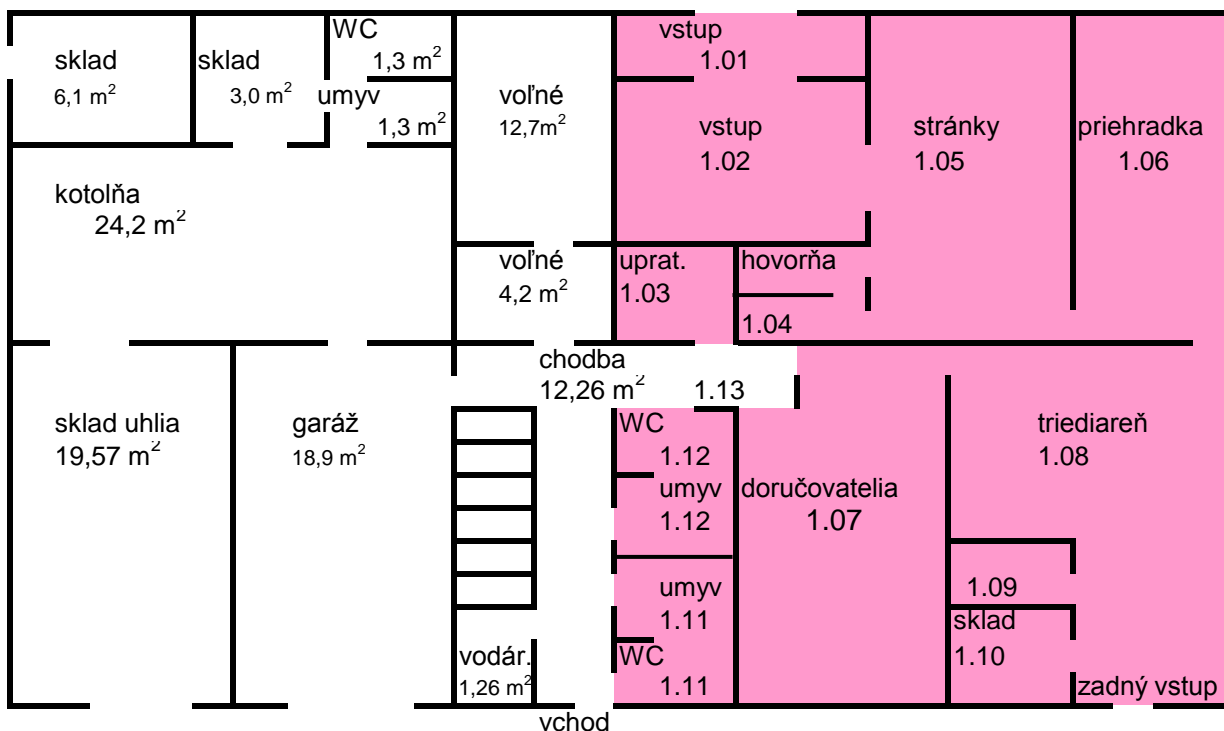 sklad
6,1 m²
sklad
3,0 m²
WC
1,3 m²
umyv
1,3 m²
voľné
12,7m²
vstup
1.01
vstup
1.02
stránky
1.05
priehradka
1.06
kotolňa
24,2 m²
voľné
4,2 m²
uprat.
1.03
hovorňa
1.04
chodba
12,26 m²
1.13
sklad uhlia
19,57 m²
garáž
18,9 m²
WC
1.12
umyv
1.12
doručovatelia
1.07
triediareň
1.08
umyv
1.11
1.09
sklad
1.10
vodár.
1,26 m²
WC
1.11
zadný vstup
vchod